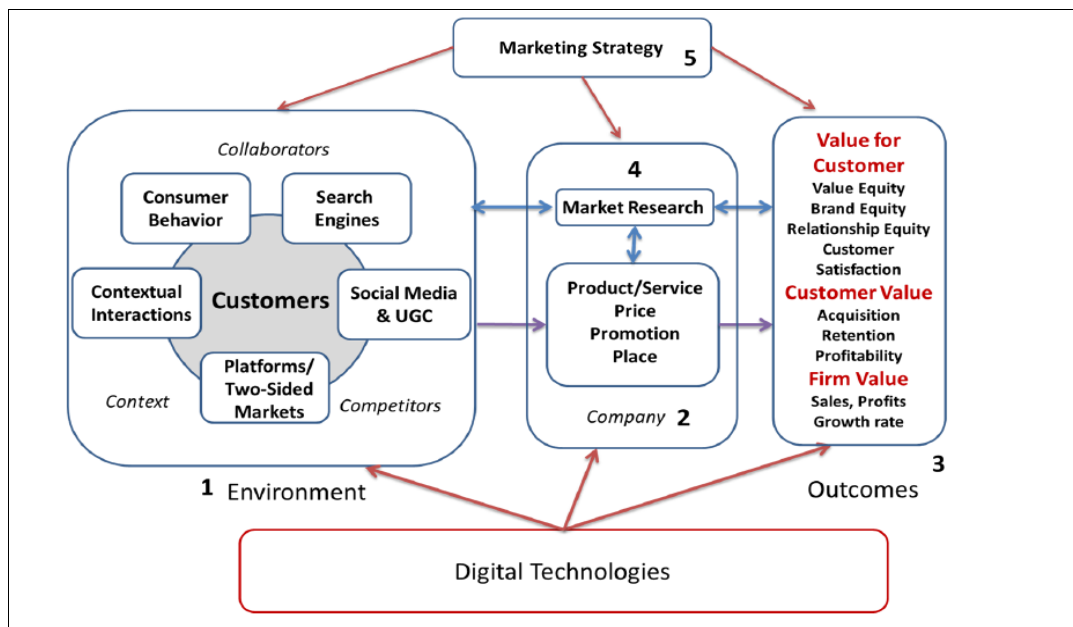 Marketing Strategy
5
Collaborators
Consumer
Behavior
Search
Engines
Contextual
Interactions
Customers
Social Media
& UGC
Platforms/
Two-Sided
Markets
Context
Competitors
1 Environment
4
Market Research
Product/Service
Price
Promotion
Place
Company 2
Value for
Customer
Value Equity
Brand Equity
Relationship Equity
Customer
Satisfaction
Customer Value
Acquisition
Retention
Profitability
Firm Value
Sales, Profits
Growth rate
3
Outcomes
Digital Technologies